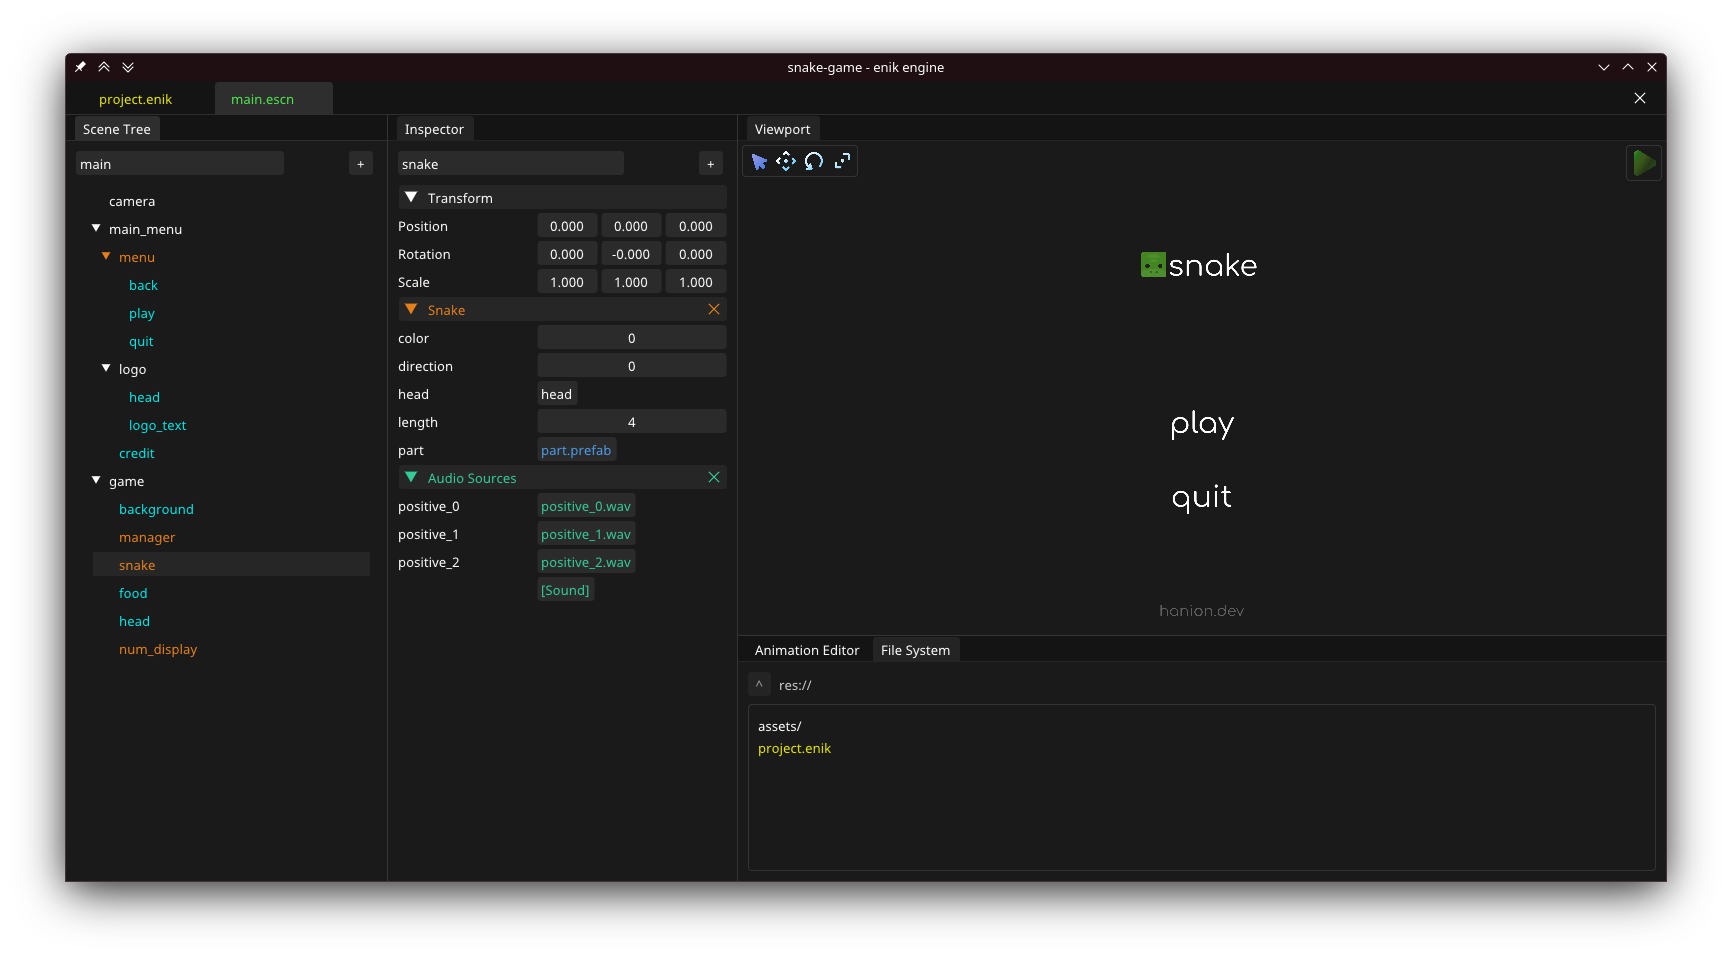 snake-game - enik engine
project.enik
main.escn
Scene Tree
main
+
camera
main_menu
menu
back
play
quit
logo
head
logo_text
credit
game
background
manager
snake
food
head
num_display
Inspector
snake
+
Transform
Position 0.000 0.000 0.000
Rotation 0.000 -0.000 0.000
Scale 1.000 1.000 1.000
Snake
color 0
direction 0
head head
length 4
part part.prefab
Audio Sources
positive_0 positive_0.wav
positive_1 positive_1.wav
positive_2 positive_2.wav
[Sound]
Viewport
snake
play
quit
hanion.dev
Animation Editor
File System
^ res://
assets/
project.enik